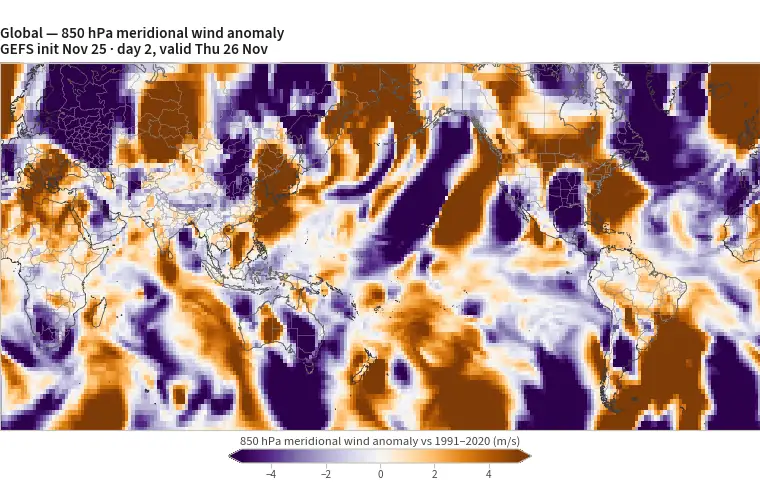 Global — 850 hPa meridional wind anomaly
GEFS init Nov 25 · day 2, valid Thu 26 Nov
850 hPa meridional wind anomaly vs 1991–2020 (m/s)
−4 −2 0 2 4